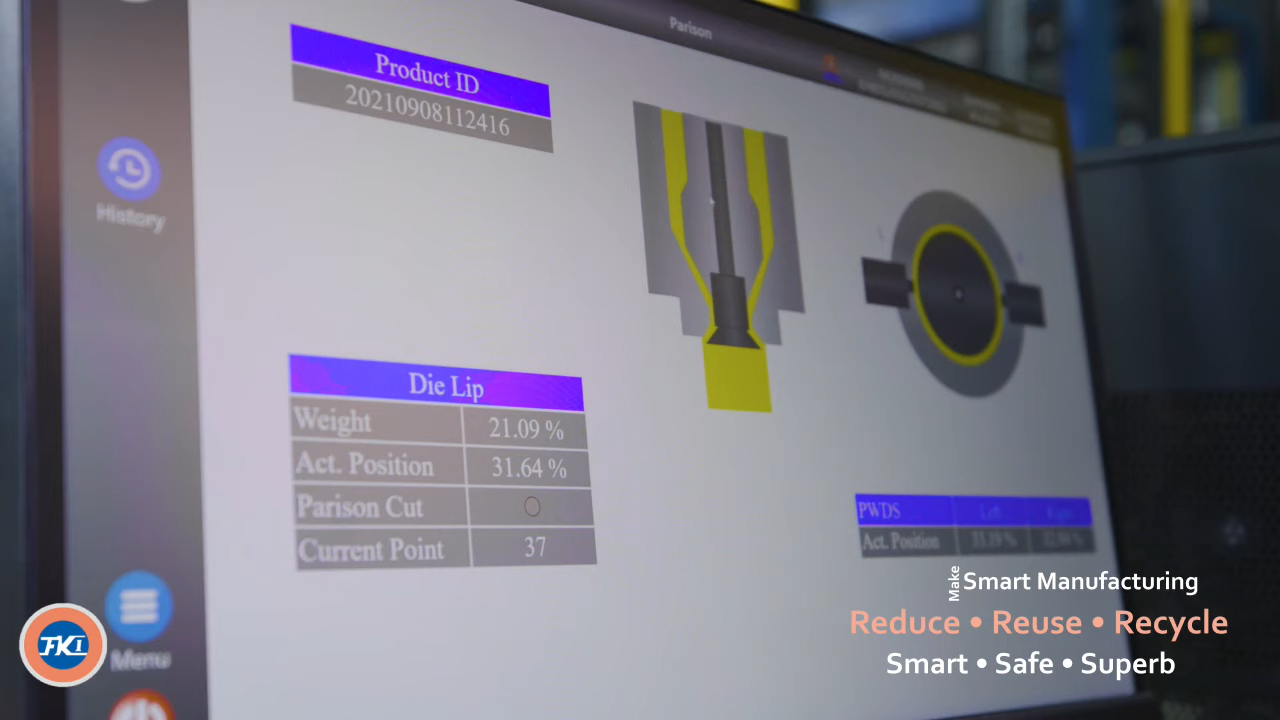 Parison
Product ID
20210908112416
History
Die Lip
Weight 21.09 %
Act. Position 31.64 %
Parison Cut
Current Point 37
PWDS Left
Act. Position
Menu
FKI
Make Smart Manufacturing
Reduce • Reuse • Recycle
Smart • Safe • Superb